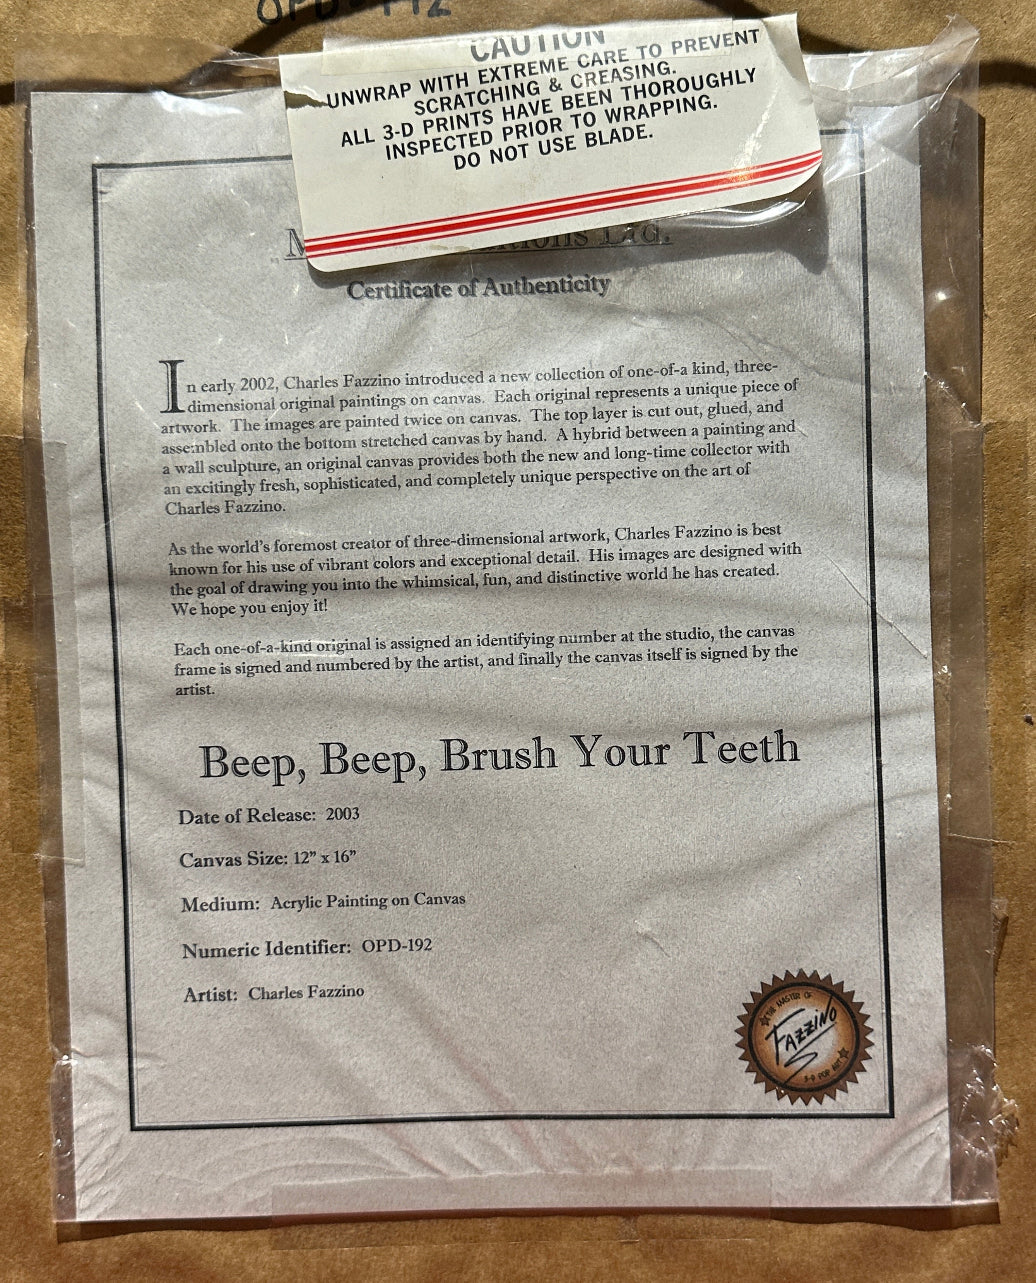 CAUTION
UNWRAP WITH EXTREME CARE TO PREVENT
SCRATCHING & CREASING.
ALL 3-D PRINTS HAVE BEEN THOROUGHLY
INSPECTED PRIOR TO WRAPPING.
DO NOT USE BLADE.
Ltd.
Certificate of Authenticity
In early 2002, Charles Fazzino introduced a new collection of one-of-a kind, three-
dimensional original paintings on canvas. Each original represents a unique piece of
artwork. The images are painted twice on canvas. The top layer is cut out, glued, and
assembled onto the bottom stretched canvas by hand. A hybrid between a painting and
a wall sculpture, an original canvas provides both the new and long-time collector with
an excitingly fresh, sophisticated, and completely unique perspective on the art of
Charles Fazzino.
As the world's foremost creator of three-dimensional artwork, Charles Fazzino is best
known for his use of vibrant colors and exceptional detail. His images are designed with
the goal of drawing you into the whimsical, fun, and distinctive world he has created.
We hope you enjoy it!
Each one-of-a-kind original is assigned an identifying number at the studio, the canvas
frame is signed and numbered by the artist, and finally the canvas itself is signed by the
artist.
Beep, Beep, Brush Your Teeth
Date of Release: 2003
Canvas Size: 12" x 16"
Medium: Acrylic Painting on Canvas
Numeric Identifier: OPD-192
Artist: Charles Fazzino
THE MASTER OF
FAZZINO
3-D POP ART